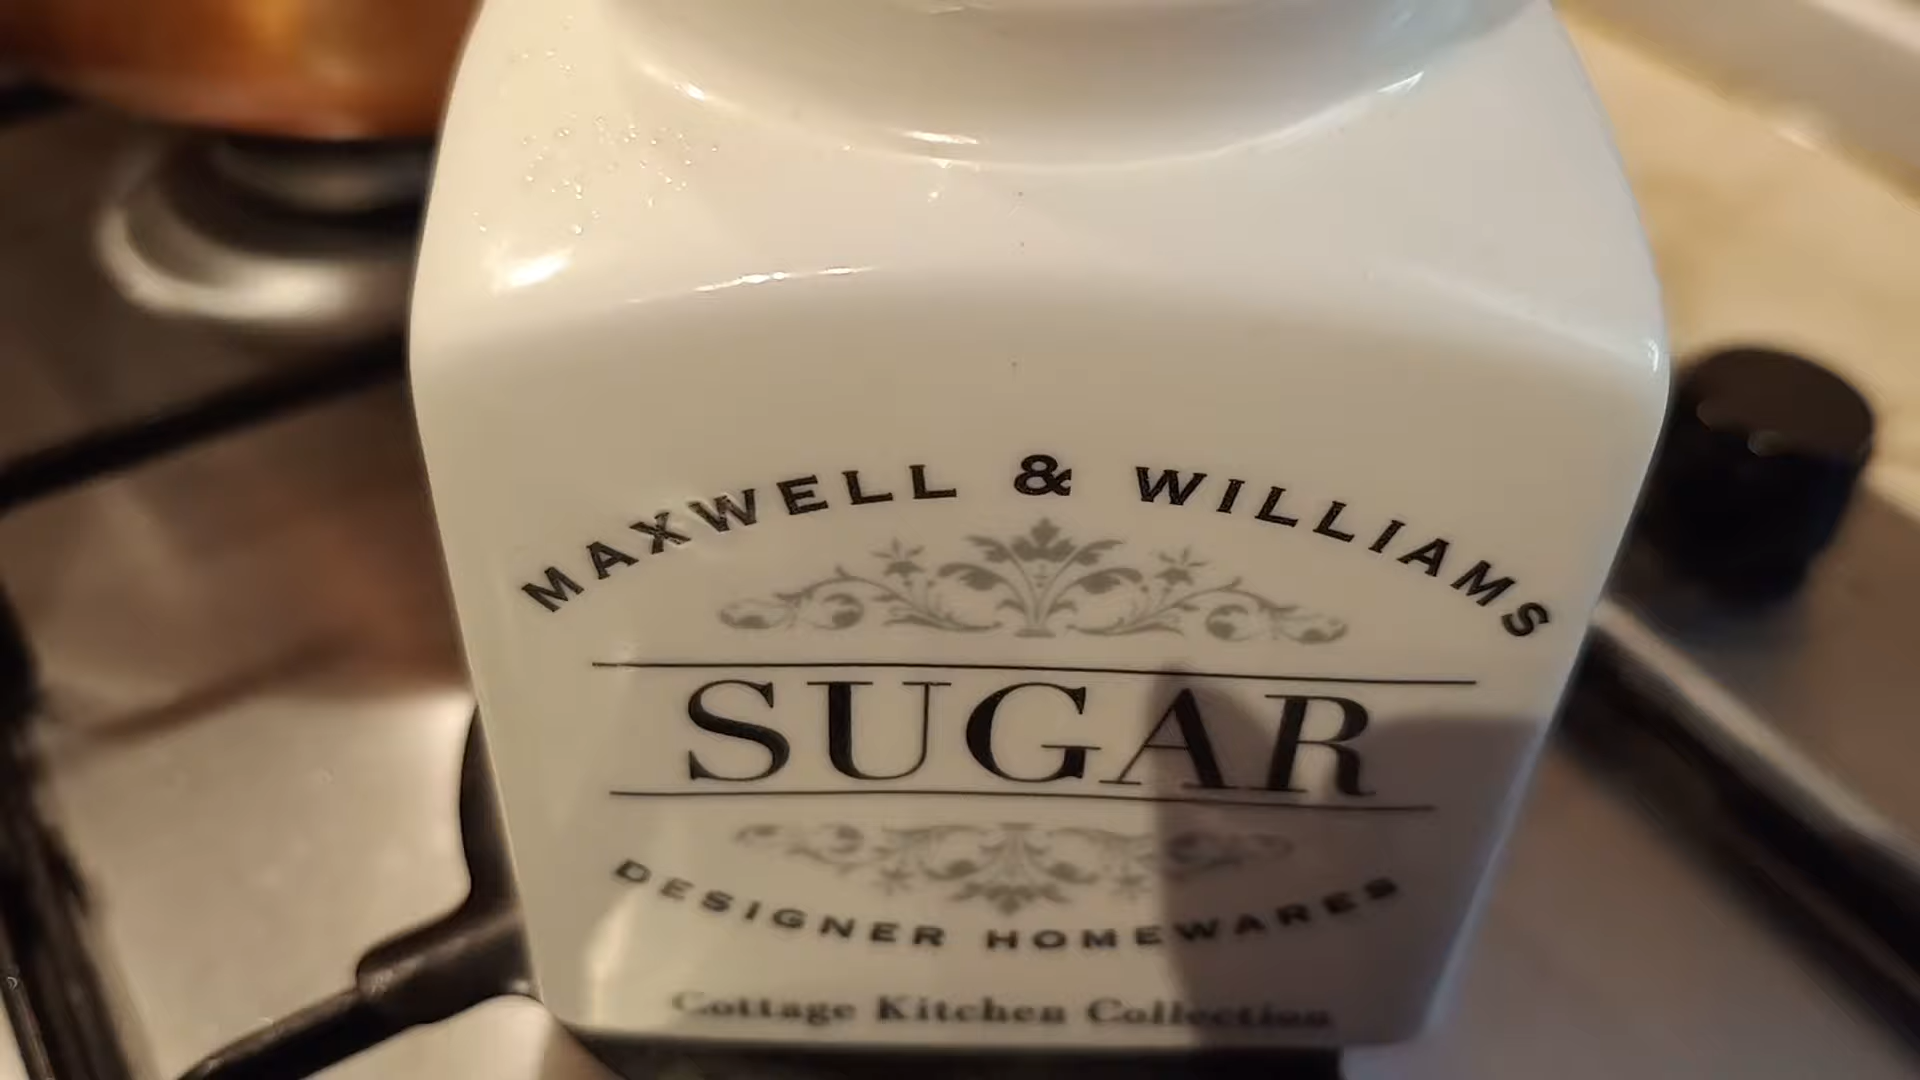 MAXWELL & WILLIAMS
SUGAR
DESIGNER HOMEWARES
Cottage Kitchen Collection